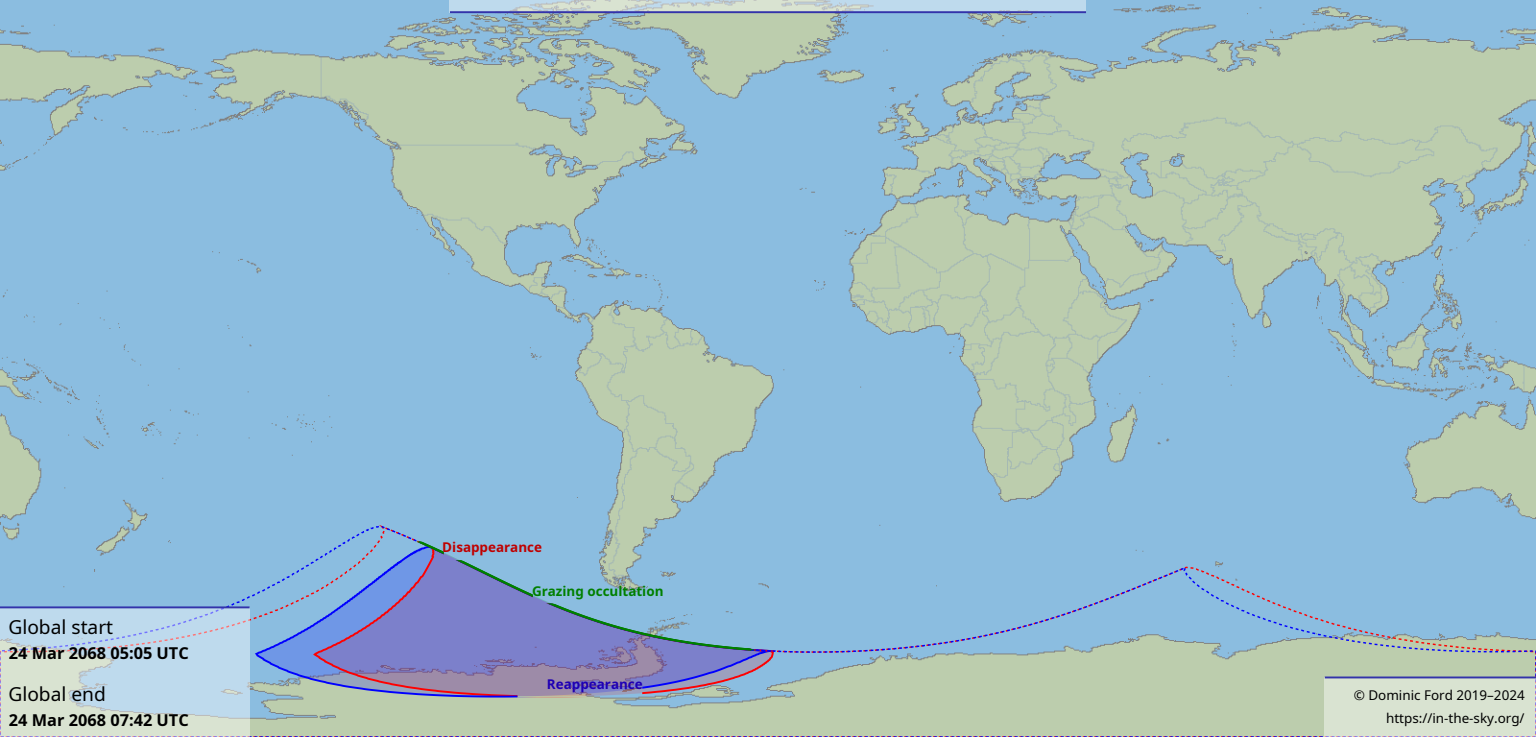 Disappearance
Grazing occultation
Global start
24 Mar 2068 05:05 UTC
Reappearance
Global end
24 Mar 2068 07:42 UTC
© Dominic Ford 2019–2024
https://in-the-sky.org/